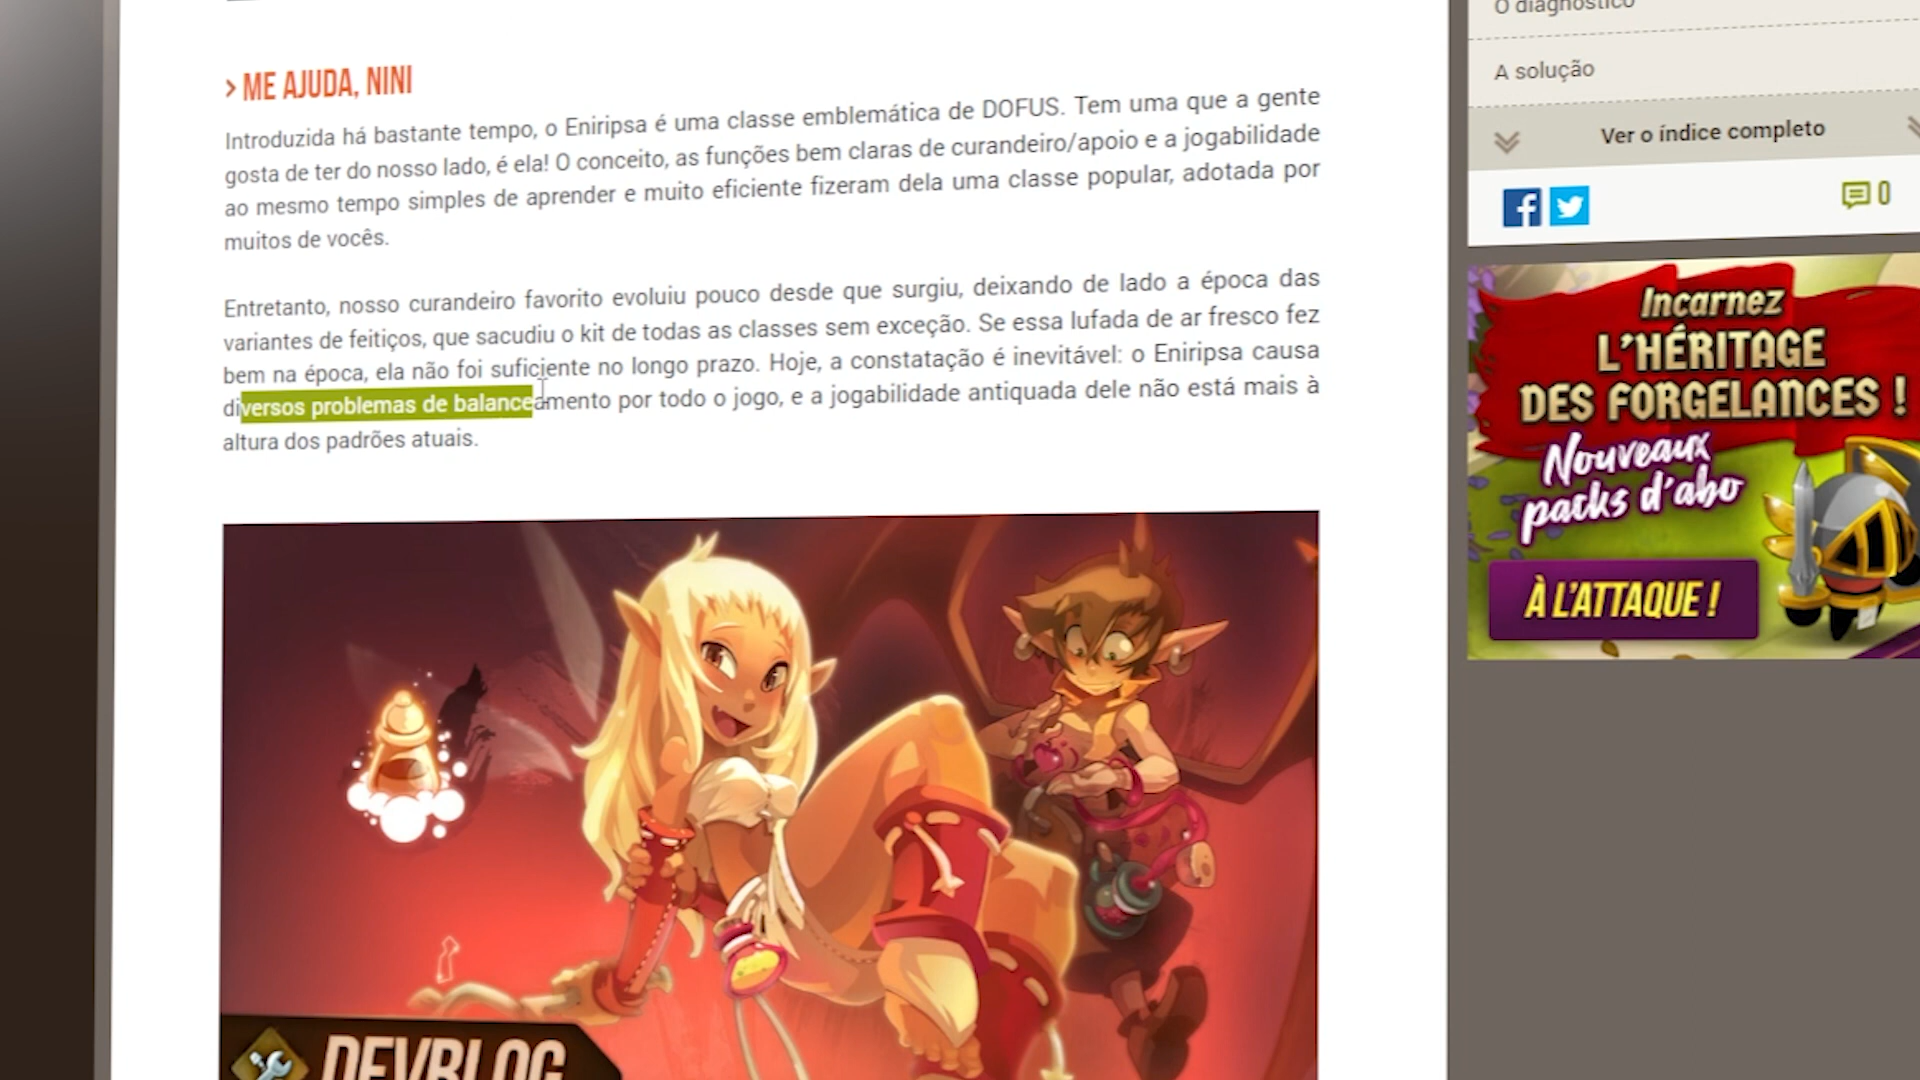 > ME AJUDA, NINI
Introduzida há bastante tempo, o Eniripsa é uma classe emblemática de DOFUS. Tem uma que a gente
gosta de ter do nosso lado, é ela! O conceito, as funções bem claras de curandeiro/apoio e a jogabilidade
ao mesmo tempo simples de aprender e muito eficiente fizeram dela uma classe popular, adotada por
muitos de vocês.
Entretanto, nosso curandeiro favorito evoluiu pouco desde que surgiu, deixando de lado a época das
variantes de feitiços, que sacudiu o kit de todas as classes sem exceção. Se essa lufada de ar fresco fez
bem na época, ela não foi suficiente no longo prazo. Hoje, a constatação é inevitável: o Eniripsa causa
diversos problemas de balanceamento por todo o jogo, e a jogabilidade antiquada dele não está mais à
altura dos padrões atuais.
DEVBLOG
O diagnóstico
A solução
Ver o índice completo
0
Incarnez
L'HÉRITAGE
DES FORGELANCES !
Nouveaux
packs d'abo
À L'ATTAQUE !